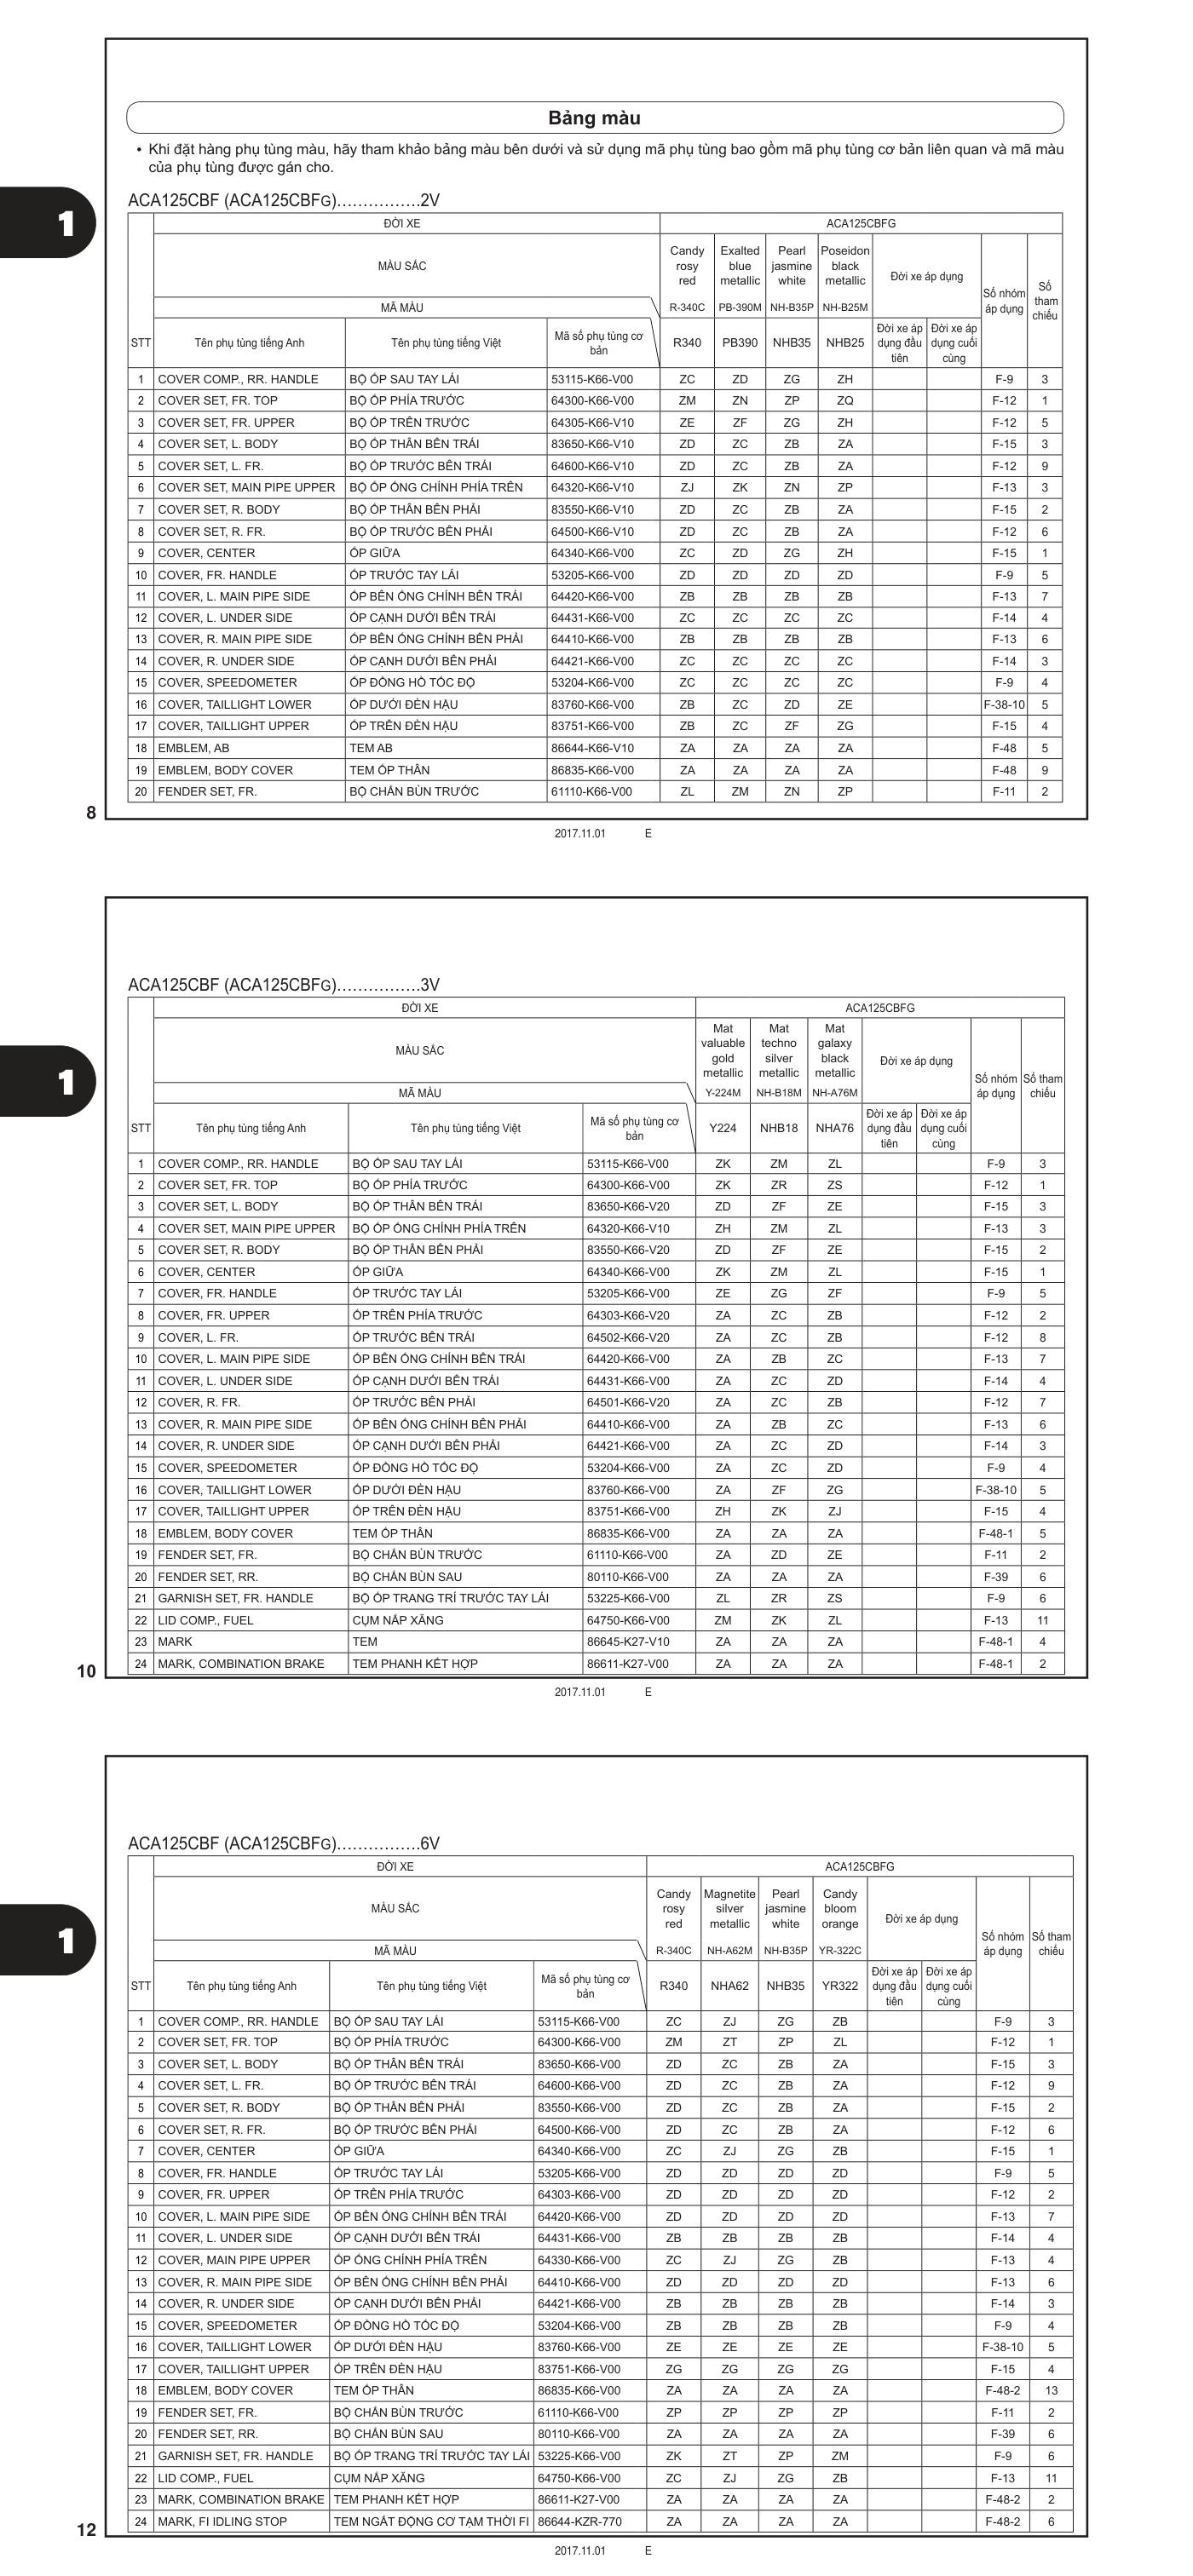 Bảng màu
• Khi đặt hàng phụ tùng màu, hãy tham khảo bảng màu bên dưới và sử dụng mã phụ tùng bao gồm mã phụ tùng cơ bản liên quan và mã màu
của phụ tùng được gán cho.
ACA125CBF (ACA125CBFG)................2V
1
ĐỜI XE ACA125CBFG
MÀU SẮC Candy rosy red Exalted blue metallic Pearl jasmine white Poseidon black metallic Đời xe áp dụng Số nhóm áp dụng Số tham chiếu
MÃ MÀU R-340C PB-390M NH-B35P NH-B25M
STT Tên phụ tùng tiếng Anh Tên phụ tùng tiếng Việt Mã số phụ tùng cơ bản R340 PB390 NHB35 NHB25 Đời xe áp dụng đầu tiên Đời xe áp dụng cuối cùng
1 COVER COMP., RR. HANDLE BỘ ỐP SAU TAY LÁI 53115-K66-V00 ZC ZD ZG ZH F-9 3
2 COVER SET, FR. TOP BỘ ỐP PHÍA TRƯỚC 64300-K66-V00 ZM ZN ZP ZQ F-12 1
3 COVER SET, FR. UPPER BỘ ỐP TRÊN TRƯỚC 64305-K66-V10 ZE ZF ZG ZH F-12 5
4 COVER SET, L. BODY BỘ ỐP THÂN BÊN TRÁI 83650-K66-V10 ZD ZC ZB ZA F-15 3
5 COVER SET, L. FR. BỘ ỐP TRƯỚC BÊN TRÁI 64600-K66-V10 ZD ZC ZB ZA F-12 9
6 COVER SET, MAIN PIPE UPPER BỘ ỐP ỐNG CHÍNH PHÍA TRÊN 64320-K66-V10 ZJ ZK ZN ZP F-13 3
7 COVER SET, R. BODY BỘ ỐP THÂN BÊN PHẢI 83550-K66-V10 ZD ZC ZB ZA F-15 2
8 COVER SET, R. FR. BỘ ỐP TRƯỚC BÊN PHẢI 64500-K66-V10 ZD ZC ZB ZA F-12 6
9 COVER, CENTER ỐP GIỮA 64340-K66-V00 ZC ZD ZG ZH F-15 1
10 COVER, FR. HANDLE ỐP TRƯỚC TAY LÁI 53205-K66-V00 ZD ZD ZD ZD F-9 5
11 COVER, L. MAIN PIPE SIDE ỐP BÊN ỐNG CHÍNH BÊN TRÁI 64420-K66-V00 ZB ZB ZB ZB F-13 7
12 COVER, L. UNDER SIDE ỐP CẠNH DƯỚI BÊN TRÁI 64431-K66-V00 ZC ZC ZC ZC F-14 4
13 COVER, R. MAIN PIPE SIDE ỐP BÊN ỐNG CHÍNH BÊN PHẢI 64410-K66-V00 ZB ZB ZB ZB F-13 6
14 COVER, R. UNDER SIDE ỐP CẠNH DƯỚI BÊN PHẢI 64421-K66-V00 ZC ZC ZC ZC F-14 3
15 COVER, SPEEDOMETER ỐP ĐỒNG HỒ TỐC ĐỘ 53204-K66-V00 ZC ZC ZC ZC F-9 4
16 COVER, TAILLIGHT LOWER ỐP DƯỚI ĐÈN HẬU 83760-K66-V00 ZB ZC ZD ZE F-38-10 5
17 COVER, TAILLIGHT UPPER ỐP TRÊN ĐÈN HẬU 83751-K66-V00 ZB ZC ZF ZG F-15 4
18 EMBLEM, AB TEM AB 86644-K66-V10 ZA ZA ZA ZA F-48 5
19 EMBLEM, BODY COVER TEM ỐP THÂN 86835-K66-V00 ZA ZA ZA ZA F-48 9
20 FENDER SET, FR. BỘ CHẮN BÙN TRƯỚC 61110-K66-V00 ZL ZM ZN ZP F-11 2
8
2017.11.01 E
ACA125CBF (ACA125CBFG)................3V
1
ĐỜI XE ACA125CBFG
MÀU SẮC Mat valuable gold metallic Mat techno silver metallic Mat galaxy black metallic Đời xe áp dụng Số nhóm áp dụng Số tham chiếu
MÃ MÀU Y-224M NH-B18M NH-A76M
STT Tên phụ tùng tiếng Anh Tên phụ tùng tiếng Việt Mã số phụ tùng cơ bản Y224 NHB18 NHA76 Đời xe áp dụng đầu tiên Đời xe áp dụng cuối cùng
1 COVER COMP., RR. HANDLE BỘ ỐP SAU TAY LÁI 53115-K66-V00 ZK ZM ZL F-9 3
2 COVER SET, FR. TOP BỘ ỐP PHÍA TRƯỚC 64300-K66-V00 ZK ZR ZS F-12 1
3 COVER SET, L. BODY BỘ ỐP THÂN BÊN TRÁI 83650-K66-V20 ZD ZF ZE F-15 3
4 COVER SET, MAIN PIPE UPPER BỘ ỐP ỐNG CHÍNH PHÍA TRÊN 64320-K66-V10 ZH ZM ZL F-13 3
5 COVER SET, R. BODY BỘ ỐP THÂN BÊN PHẢI 83550-K66-V20 ZD ZF ZE F-15 2
6 COVER, CENTER ỐP GIỮA 64340-K66-V00 ZK ZM ZL F-15 1
7 COVER, FR. HANDLE ỐP TRƯỚC TAY LÁI 53205-K66-V00 ZE ZG ZF F-9 5
8 COVER, FR. UPPER ỐP TRÊN PHÍA TRƯỚC 64303-K66-V20 ZA ZC ZB F-12 2
9 COVER, L. FR. ỐP TRƯỚC BÊN TRÁI 64502-K66-V20 ZA ZC ZB F-12 8
10 COVER, L. MAIN PIPE SIDE ỐP BÊN ỐNG CHÍNH BÊN TRÁI 64420-K66-V00 ZA ZB ZC F-13 7
11 COVER, L. UNDER SIDE ỐP CẠNH DƯỚI BÊN TRÁI 64431-K66-V00 ZA ZC ZD F-14 4
12 COVER, R. FR. ỐP TRƯỚC BÊN PHẢI 64501-K66-V20 ZA ZC ZB F-12 7
13 COVER, R. MAIN PIPE SIDE ỐP BÊN ỐNG CHÍNH BÊN PHẢI 64410-K66-V00 ZA ZB ZC F-13 6
14 COVER, R. UNDER SIDE ỐP CẠNH DƯỚI BÊN PHẢI 64421-K66-V00 ZA ZC ZD F-14 3
15 COVER, SPEEDOMETER ỐP ĐỒNG HỒ TỐC ĐỘ 53204-K66-V00 ZA ZC ZD F-9 4
16 COVER, TAILLIGHT LOWER ỐP DƯỚI ĐÈN HẬU 83760-K66-V00 ZA ZF ZG F-38-10 5
17 COVER, TAILLIGHT UPPER ỐP TRÊN ĐÈN HẬU 83751-K66-V00 ZH ZK ZJ F-15 4
18 EMBLEM, BODY COVER TEM ỐP THÂN 86835-K66-V00 ZA ZA ZA F-48-1 5
19 FENDER SET, FR. BỘ CHẮN BÙN TRƯỚC 61110-K66-V00 ZA ZD ZE F-11 2
20 FENDER SET, RR. BỘ CHẮN BÙN SAU 80110-K66-V00 ZA ZA ZA F-39 6
21 GARNISH SET, FR. HANDLE BỘ ỐP TRANG TRÍ TRƯỚC TAY LÁI 53225-K66-V00 ZL ZR ZS F-9 6
22 LID COMP., FUEL CỤM NẮP XĂNG 64750-K66-V00 ZM ZK ZL F-13 11
23 MARK TEM 86645-K27-V10 ZA ZA ZA F-48-1 4
24 MARK, COMBINATION BRAKE TEM PHANH KẾT HỢP 86611-K27-V00 ZA ZA ZA F-48-1 2
10
2017.11.01 E
ACA125CBF (ACA125CBFG)................6V
1
ĐỜI XE ACA125CBFG
MÀU SẮC Candy rosy red Magnetite silver metallic Pearl jasmine white Candy bloom orange Đời xe áp dụng Số nhóm áp dụng Số tham chiếu
MÃ MÀU R-340C NH-A62M NH-B35P YR-322C
STT Tên phụ tùng tiếng Anh Tên phụ tùng tiếng Việt Mã số phụ tùng cơ bản R340 NHA62 NHB35 YR322 Đời xe áp dụng đầu tiên Đời xe áp dụng cuối cùng
1 COVER COMP., RR. HANDLE BỘ ỐP SAU TAY LÁI 53115-K66-V00 ZC ZJ ZG ZB F-9 3
2 COVER SET, FR. TOP BỘ ỐP PHÍA TRƯỚC 64300-K66-V00 ZM ZT ZP ZL F-12 1
3 COVER SET, L. BODY BỘ ỐP THÂN BÊN TRÁI 83650-K66-V00 ZD ZC ZB ZA F-15 3
4 COVER SET, L. FR. BỘ ỐP TRƯỚC BÊN TRÁI 64600-K66-V00 ZD ZC ZB ZA F-12 9
5 COVER SET, R. BODY BỘ ỐP THÂN BÊN PHẢI 83550-K66-V00 ZD ZC ZB ZA F-15 2
6 COVER SET, R. FR. BỘ ỐP TRƯỚC BÊN PHẢI 64500-K66-V00 ZD ZC ZB ZA F-12 6
7 COVER, CENTER ỐP GIỮA 64340-K66-V00 ZC ZJ ZG ZB F-15 1
8 COVER, FR. HANDLE ỐP TRƯỚC TAY LÁI 53205-K66-V00 ZD ZD ZD ZD F-9 5
9 COVER, FR. UPPER ỐP TRÊN PHÍA TRƯỚC 64303-K66-V00 ZD ZD ZD ZD F-12 2
10 COVER, L. MAIN PIPE SIDE ỐP BÊN ỐNG CHÍNH BÊN TRÁI 64420-K66-V00 ZD ZD ZD ZD F-13 7
11 COVER, L. UNDER SIDE ỐP CẠNH DƯỚI BÊN TRÁI 64431-K66-V00 ZB ZB ZB ZB F-14 4
12 COVER, MAIN PIPE UPPER ỐP ỐNG CHÍNH PHÍA TRÊN 64330-K66-V00 ZC ZJ ZG ZB F-13 4
13 COVER, R. MAIN PIPE SIDE ỐP BÊN ỐNG CHÍNH BÊN PHẢI 64410-K66-V00 ZD ZD ZD ZD F-13 6
14 COVER, R. UNDER SIDE ỐP CẠNH DƯỚI BÊN PHẢI 64421-K66-V00 ZB ZB ZB ZB F-14 3
15 COVER, SPEEDOMETER ỐP ĐỒNG HỒ TỐC ĐỘ 53204-K66-V00 ZB ZB ZB ZB F-9 4
16 COVER, TAILLIGHT LOWER ỐP DƯỚI ĐÈN HẬU 83760-K66-V00 ZE ZE ZE ZE F-38-10 5
17 COVER, TAILLIGHT UPPER ỐP TRÊN ĐÈN HẬU 83751-K66-V00 ZG ZG ZG ZG F-15 4
18 EMBLEM, BODY COVER TEM ỐP THÂN 86835-K66-V00 ZA ZA ZA ZA F-48-2 13
19 FENDER SET, FR. BỘ CHẮN BÙN TRƯỚC 61110-K66-V00 ZP ZP ZP ZP F-11 2
20 FENDER SET, RR. BỘ CHẮN BÙN SAU 80110-K66-V00 ZA ZA ZA ZA F-39 6
21 GARNISH SET, FR. HANDLE BỘ ỐP TRANG TRÍ TRƯỚC TAY LÁI 53225-K66-V00 ZK ZT ZP ZM F-9 6
22 LID COMP., FUEL CỤM NẮP XĂNG 64750-K66-V00 ZC ZJ ZG ZB F-13 11
23 MARK, COMBINATION BRAKE TEM PHANH KẾT HỢP 86611-K27-V00 ZA ZA ZA ZA F-48-2 2
24 MARK, FI IDLING STOP TEM NGẮT ĐỘNG CƠ TẠM THỜI FI 86644-KZR-770 ZA ZA ZA ZA F-48-2 6
12
2017.11.01 E